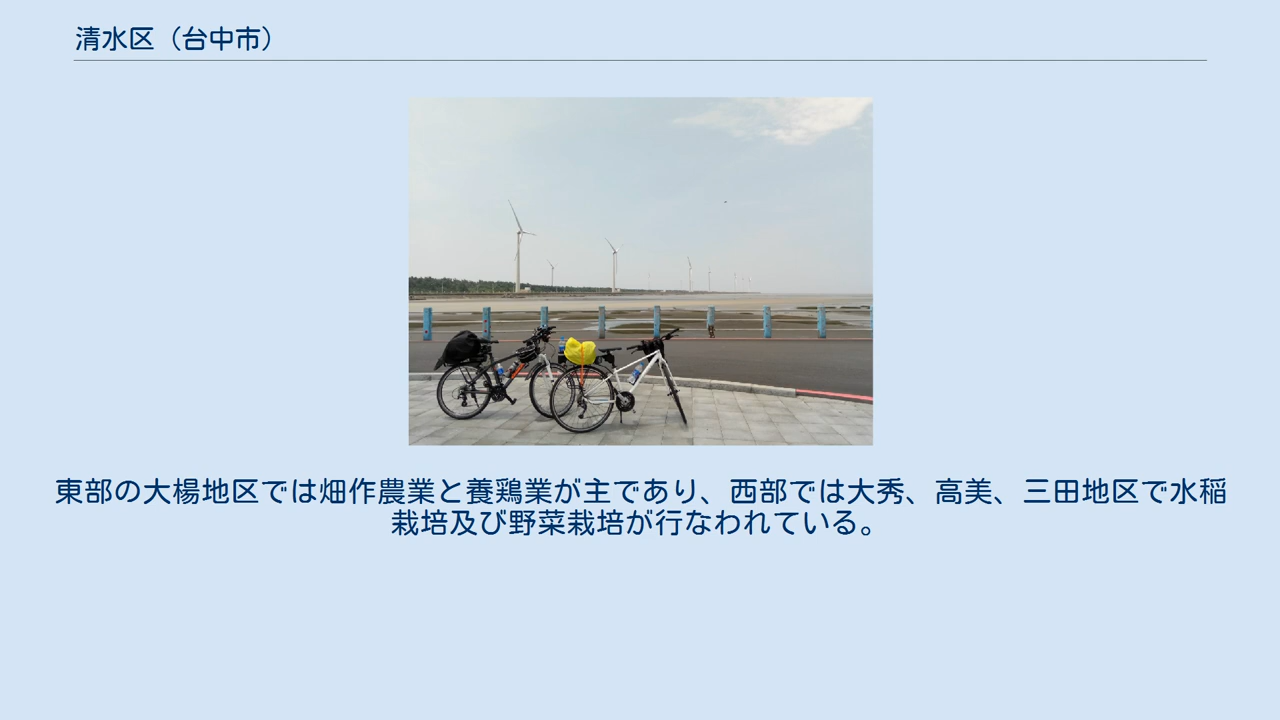 清水区（台中市）
東部の大楊地区では畑作農業と養鶏業が主であり、西部では大秀、高美、三田地区で水稲
栽培及び野菜栽培が行なわれている。